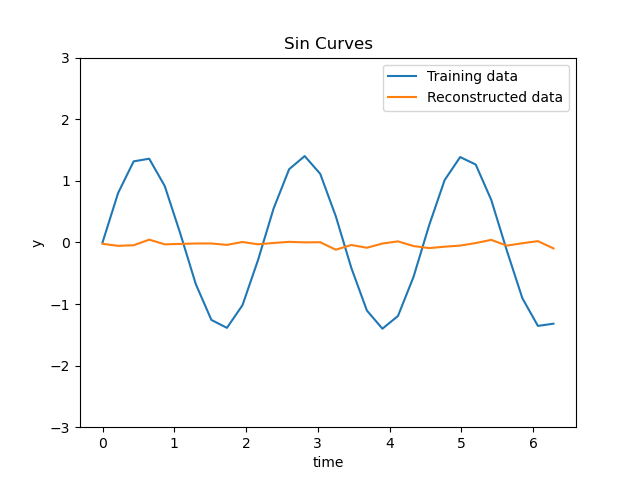 Sin Curves
Training data
Reconstructed data
3
2
1
0
−1
−2
−3
y
0 1 2 3 4 5 6
time